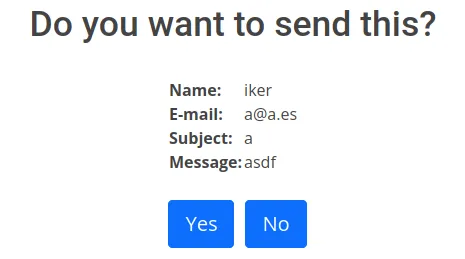 Do you want to send this?
Name: iker
E-mail: a@a.es
Subject: a
Message: asdf
Yes No